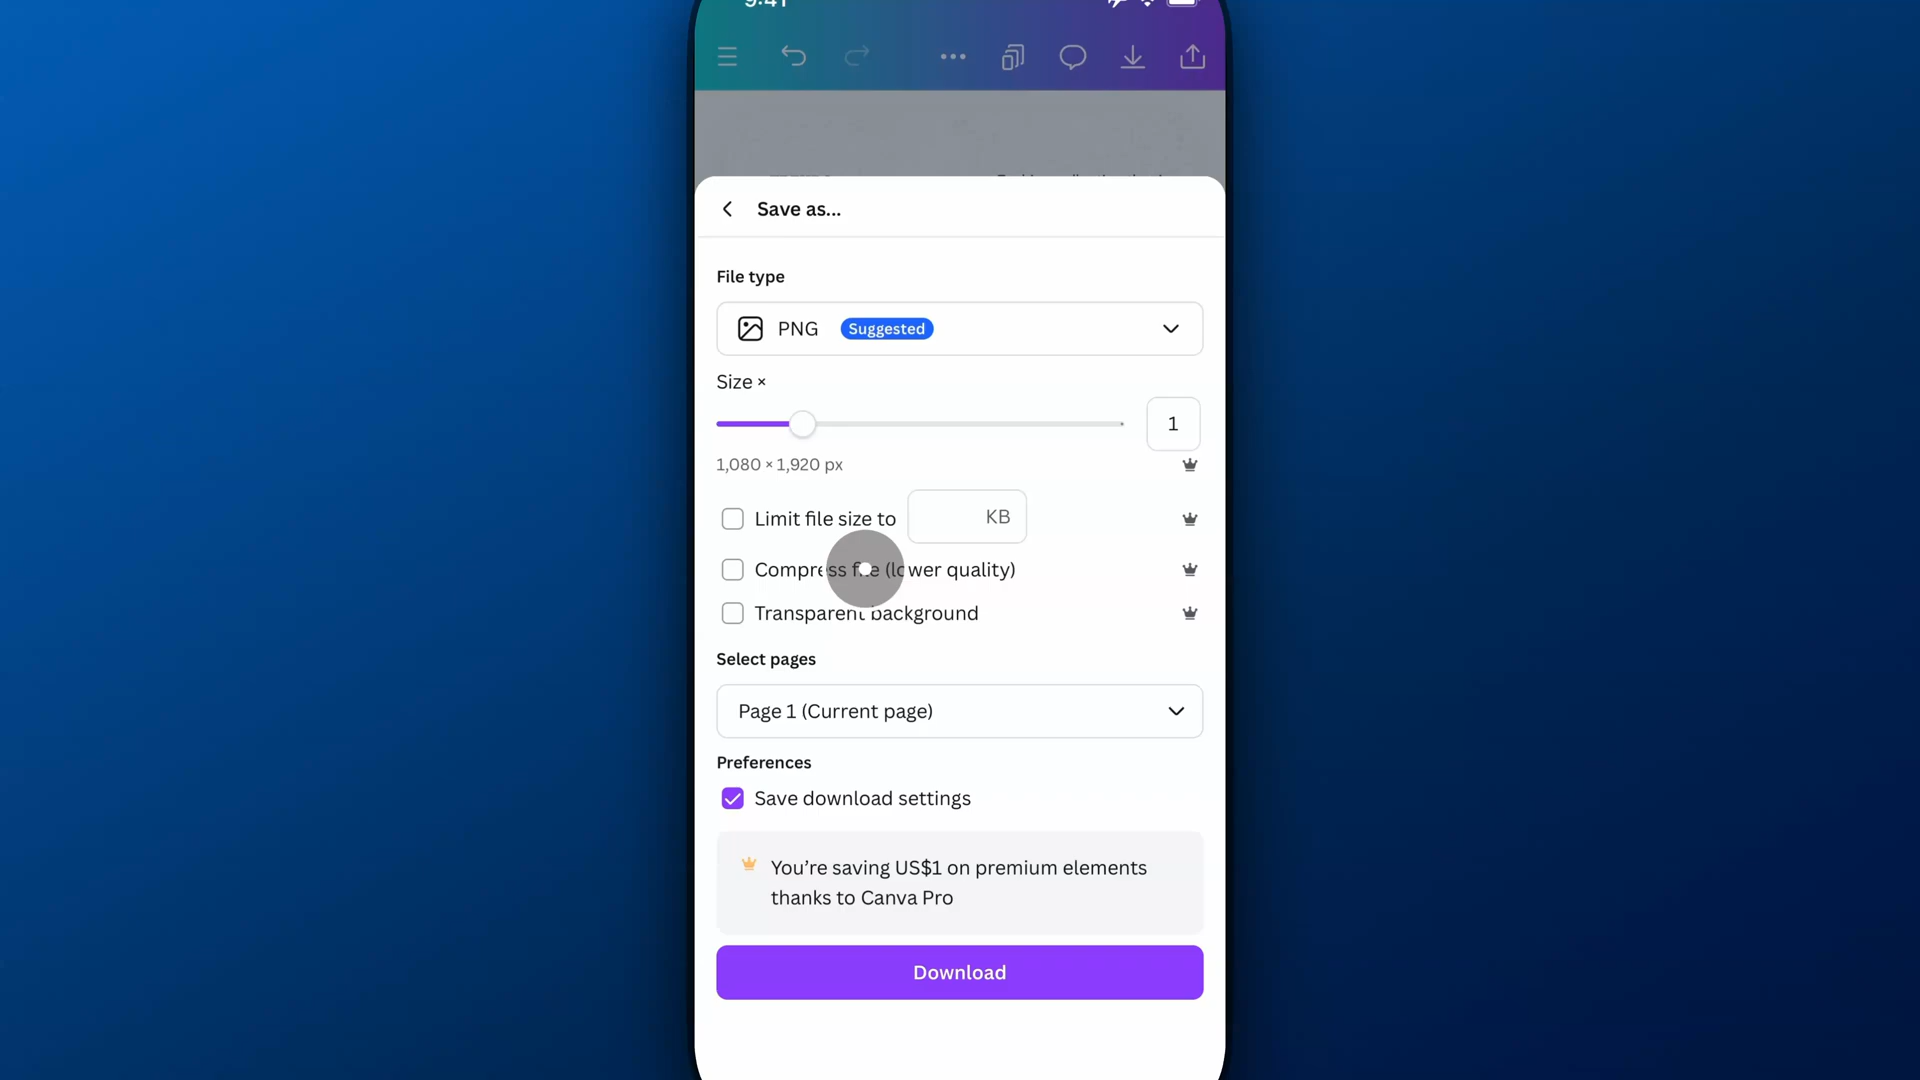 9:41
Save as...
File type
PNG Suggested
Size ×
1
1,080 × 1,920 px
Limit file size to KB
Compress file (lower quality)
Transparent background
Select pages
Page 1 (Current page)
Preferences
Save download settings
You're saving US$1 on premium elements
thanks to Canva Pro
Download